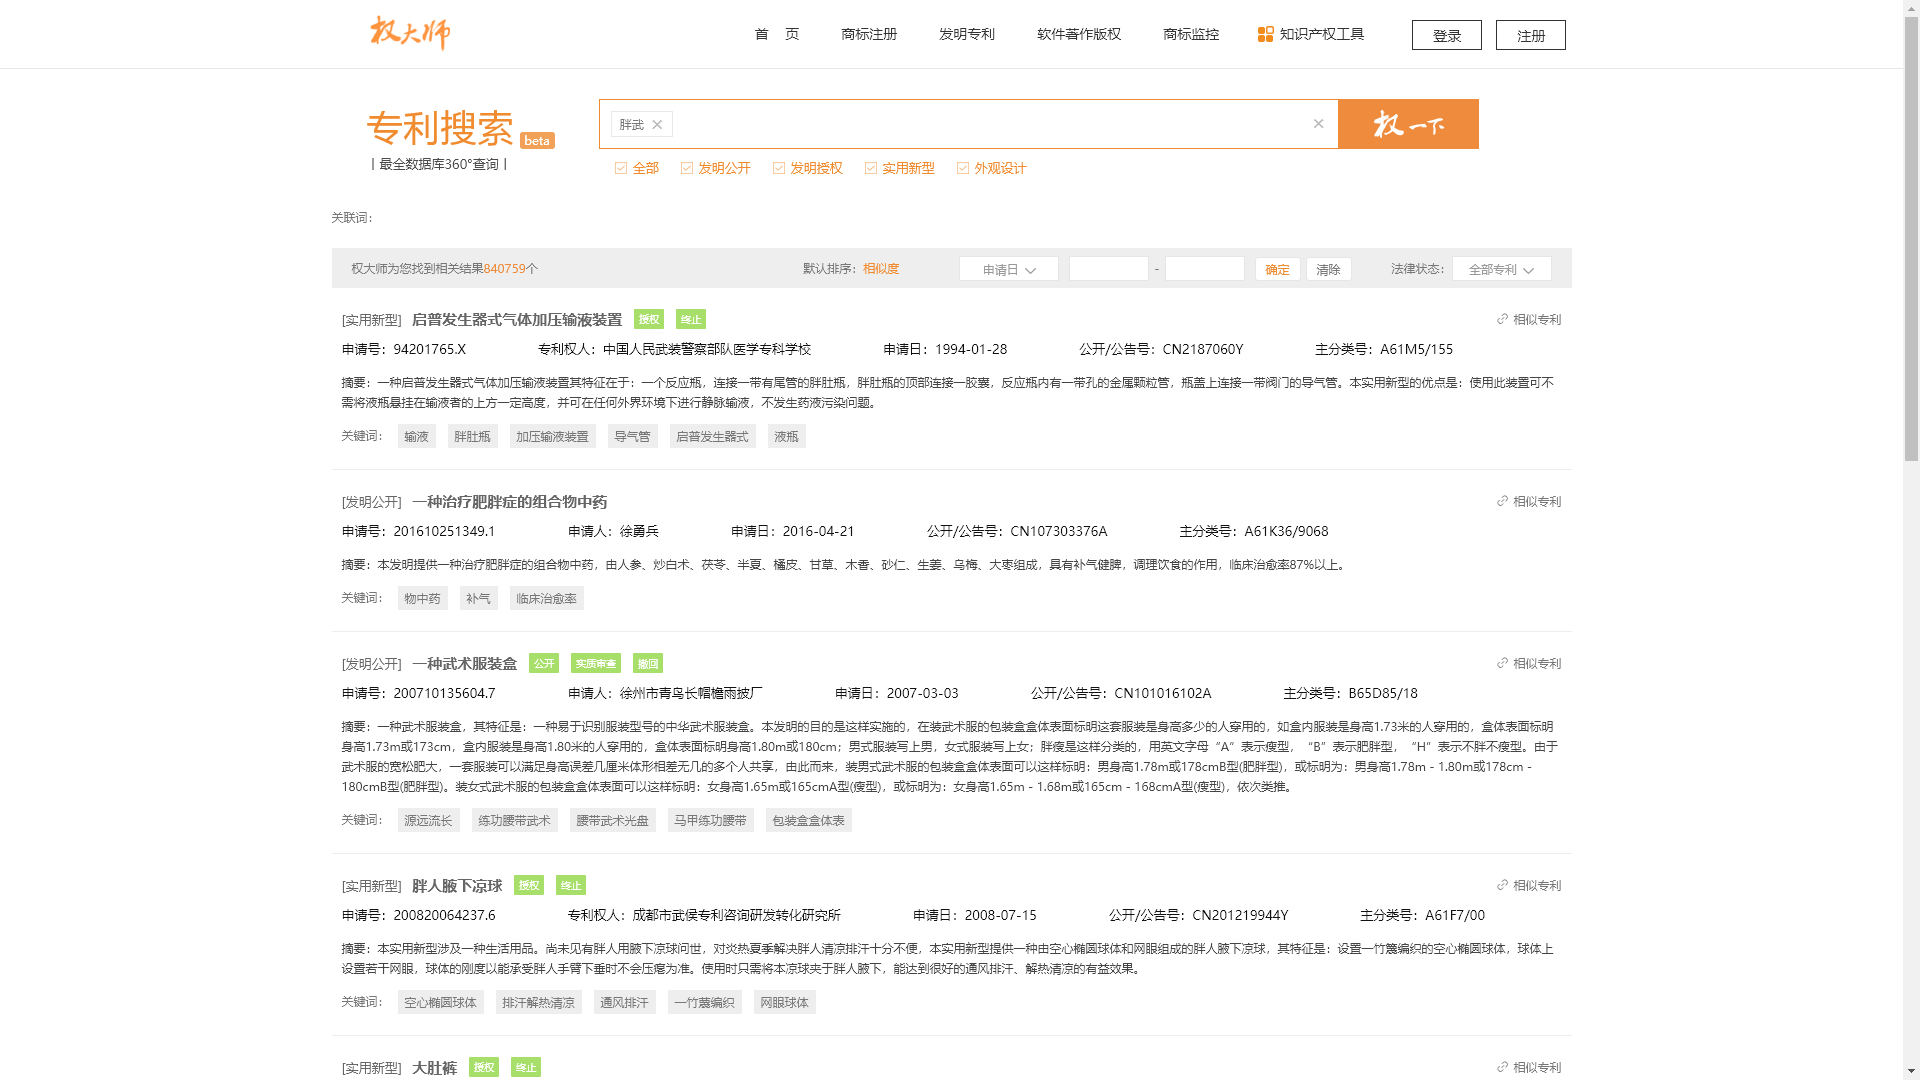 权大师
首 页
商标注册
发明专利
软件著作版权
商标监控
知识产权工具
登录
注册
专利搜索 beta
最全数据库360°查询
胖武
权一下
全部
发明公开
发明授权
实用新型
外观设计
关联词：
权大师为您找到相关结果840759个
默认排序：相似度
申请日
-
确定
清除
法律状态：
全部专利
[实用新型] 启普发生器式气体加压输液装置 授权 终止
相似专利
申请号：94201765.X 专利权人：中国人民武装警察部队医学专科学校 申请日：1994-01-28 公开/公告号：CN2187060Y 主分类号：A61M5/155
摘要：一种启普发生器式气体加压输液装置其特征在于：一个反应瓶，连接一带有尾管的胖肚瓶，胖肚瓶的顶部连接一胶囊，反应瓶内有一带孔的金属颗粒管，瓶盖上连接一带阀门的导气管。本实用新型的优点是：使用此装置可不
需将液瓶悬挂在输液者的上方一定高度，并可在任何外界环境下进行静脉输液，不发生药液污染问题。
关键词： 输液 胖肚瓶 加压输液装置 导气管 启普发生器式 液瓶
[发明公开] 一种治疗肥胖症的组合物中药
相似专利
申请号：201610251349.1 申请人：徐勇兵 申请日：2016-04-21 公开/公告号：CN107303376A 主分类号：A61K36/9068
摘要：本发明提供一种治疗肥胖症的组合物中药，由人参、炒白术、茯苓、半夏、橘皮、甘草、木香、砂仁、生姜、乌梅、大枣组成，具有补气健脾，调理饮食的作用，临床治愈率87%以上。
关键词： 物中药 补气 临床治愈率
[发明公开] 一种武术服装盒 公开 实质审查 撤回
相似专利
申请号：200710135604.7 申请人：徐州市青鸟长帽檐雨披厂 申请日：2007-03-03 公开/公告号：CN101016102A 主分类号：B65D85/18
摘要：一种武术服装盒，其特征是：一种易于识别服装型号的中华武术服装盒。本发明的目的是这样实施的，在装武术服的包装盒盒体表面标明这套服装是身高多少的人穿用的，如盒内服装是身高1.73米的人穿用的，盒体表面标明
身高1.73m或173cm，盒内服装是身高1.80米的人穿用的，盒体表面标明身高1.80m或180cm；男式服装写上男，女式服装写上女；胖瘦是这样分类的，用英文字母“A”表示瘦型，“B”表示肥胖型，“H”表示不胖不瘦型。由于
武术服的宽松肥大，一套服装可以满足身高误差几厘米体形相差无几的多个人共享，由此而来，装男式武术服的包装盒盒体表面可以这样标明：男身高1.78m或178cmB型(肥胖型)，或标明为：男身高1.78m - 1.80m或178cm -
180cmB型(肥胖型)。装女式武术服的包装盒盒体表面可以这样标明：女身高1.65m或165cmA型(瘦型)，或标明为：女身高1.65m - 1.68m或165cm - 168cmA型(瘦型)，依次类推。
关键词： 源远流长 练功腰带武术 腰带武术光盘 马甲练功腰带 包装盒盒体表
[实用新型] 胖人腋下凉球 授权 终止
相似专利
申请号：200820064237.6 专利权人：成都市武侯专利咨询研发转化研究所 申请日：2008-07-15 公开/公告号：CN201219944Y 主分类号：A61F7/00
摘要：本实用新型涉及一种生活用品。尚未见有胖人用腋下凉球问世，对炎热夏季解决胖人清凉排汗十分不便，本实用新型提供一种由空心椭圆球体和网眼组成的胖人腋下凉球，其特征是：设置一竹篾编织的空心椭圆球体，球体上
设置若干网眼，球体的刚度以能承受胖人手臂下垂时不会压瘪为准。使用时只需将本凉球夹于胖人腋下，能达到很好的通风排汗、解热清凉的有益效果。
关键词： 空心椭圆球体 排汗解热清凉 通风排汗 一竹篾编织 网眼球体
[实用新型] 大肚裤 授权 终止
相似专利